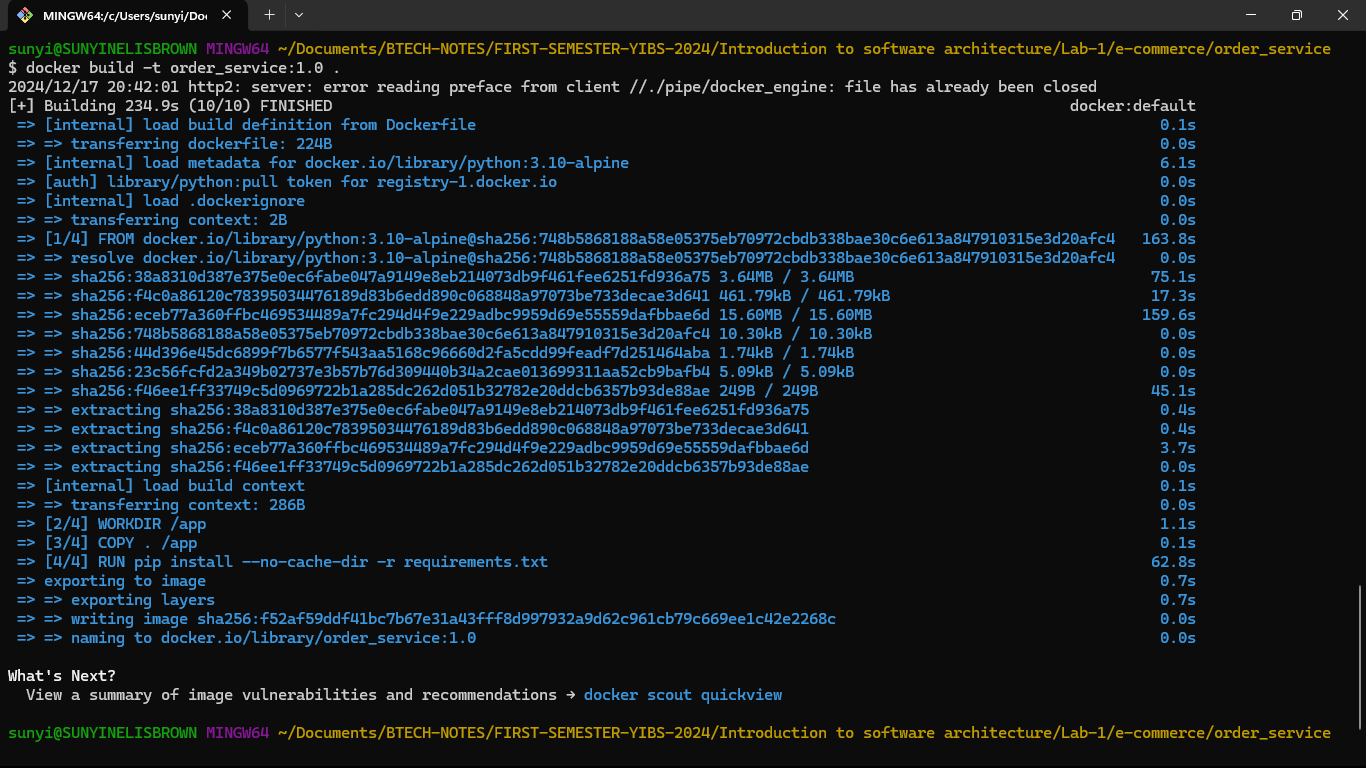 MINGW64:/c/Users/sunyi/Do
sunyi@SUNYINELISBROWN MINGW64 ~/Documents/BTECH-NOTES/FIRST-SEMESTER-YIBS-2024/Introduction to software architecture/Lab-1/e-commerce/order_service
$ docker build -t order_service:1.0 .
2024/12/17 20:42:01 http2: server: error reading preface from client //./pipe/docker_engine: file has already been closed
[+] Building 234.9s (10/10) FINISHED docker:default
=> [internal] load build definition from Dockerfile 0.1s
=> => transferring dockerfile: 224B 0.0s
=> [internal] load metadata for docker.io/library/python:3.10-alpine 6.1s
=> [auth] library/python:pull token for registry-1.docker.io 0.0s
=> [internal] load .dockerignore 0.0s
=> => transferring context: 2B 0.0s
=> [1/4] FROM docker.io/library/python:3.10-alpine@sha256:748b5868188a58e05375eb70972cbdb338bae30c6e613a847910315e3d20afc4 163.8s
=> => resolve docker.io/library/python:3.10-alpine@sha256:748b5868188a58e05375eb70972cbdb338bae30c6e613a847910315e3d20afc4 0.0s
=> => sha256:38a8310d387e375e0ec6fabe047a9149e8eb214073db9f461fee6251fd936a75 3.64MB / 3.64MB 75.1s
=> => sha256:f4c0a86120c78395034476189d83b6edd890c068848a97073be733decae3d641 461.79kB / 461.79kB 17.3s
=> => sha256:eceb77a360ffbc469534489a7fc294d4f9e229adbc9959d69e55559dafbbae6d 15.60MB / 15.60MB 159.6s
=> => sha256:748b5868188a58e05375eb70972cbdb338bae30c6e613a847910315e3d20afc4 10.30kB / 10.30kB 0.0s
=> => sha256:44d396e45dc6899f7b6577f543aa5168c96660d2fa5cdd99feadf7d251464aba 1.74kB / 1.74kB 0.0s
=> => sha256:23c56fcfd2a349b02737e3b57b76d309440b34a2cae013699311aa52cb9bafb4 5.09kB / 5.09kB 0.0s
=> => sha256:f46ee1ff33749c5d0969722b1a285dc262d051b32782e20ddcb6357b93de88ae 249B / 249B 45.1s
=> => extracting sha256:38a8310d387e375e0ec6fabe047a9149e8eb214073db9f461fee6251fd936a75 0.4s
=> => extracting sha256:f4c0a86120c78395034476189d83b6edd890c068848a97073be733decae3d641 0.4s
=> => extracting sha256:eceb77a360ffbc469534489a7fc294d4f9e229adbc9959d69e55559dafbbae6d 3.7s
=> => extracting sha256:f46ee1ff33749c5d0969722b1a285dc262d051b32782e20ddcb6357b93de88ae 0.0s
=> [internal] load build context 0.1s
=> => transferring context: 286B 0.0s
=> [2/4] WORKDIR /app 1.1s
=> [3/4] COPY . /app 0.1s
=> [4/4] RUN pip install --no-cache-dir -r requirements.txt 62.8s
=> exporting to image 0.7s
=> => exporting layers 0.7s
=> => writing image sha256:f52af59ddf41bc7b67e31a43fff8d997932a9d62c961cb79c669ee1c42e2268c 0.0s
=> => naming to docker.io/library/order_service:1.0 0.0s
What's Next?
View a summary of image vulnerabilities and recommendations → docker scout quickview
sunyi@SUNYINELISBROWN MINGW64 ~/Documents/BTECH-NOTES/FIRST-SEMESTER-YIBS-2024/Introduction to software architecture/Lab-1/e-commerce/order_service